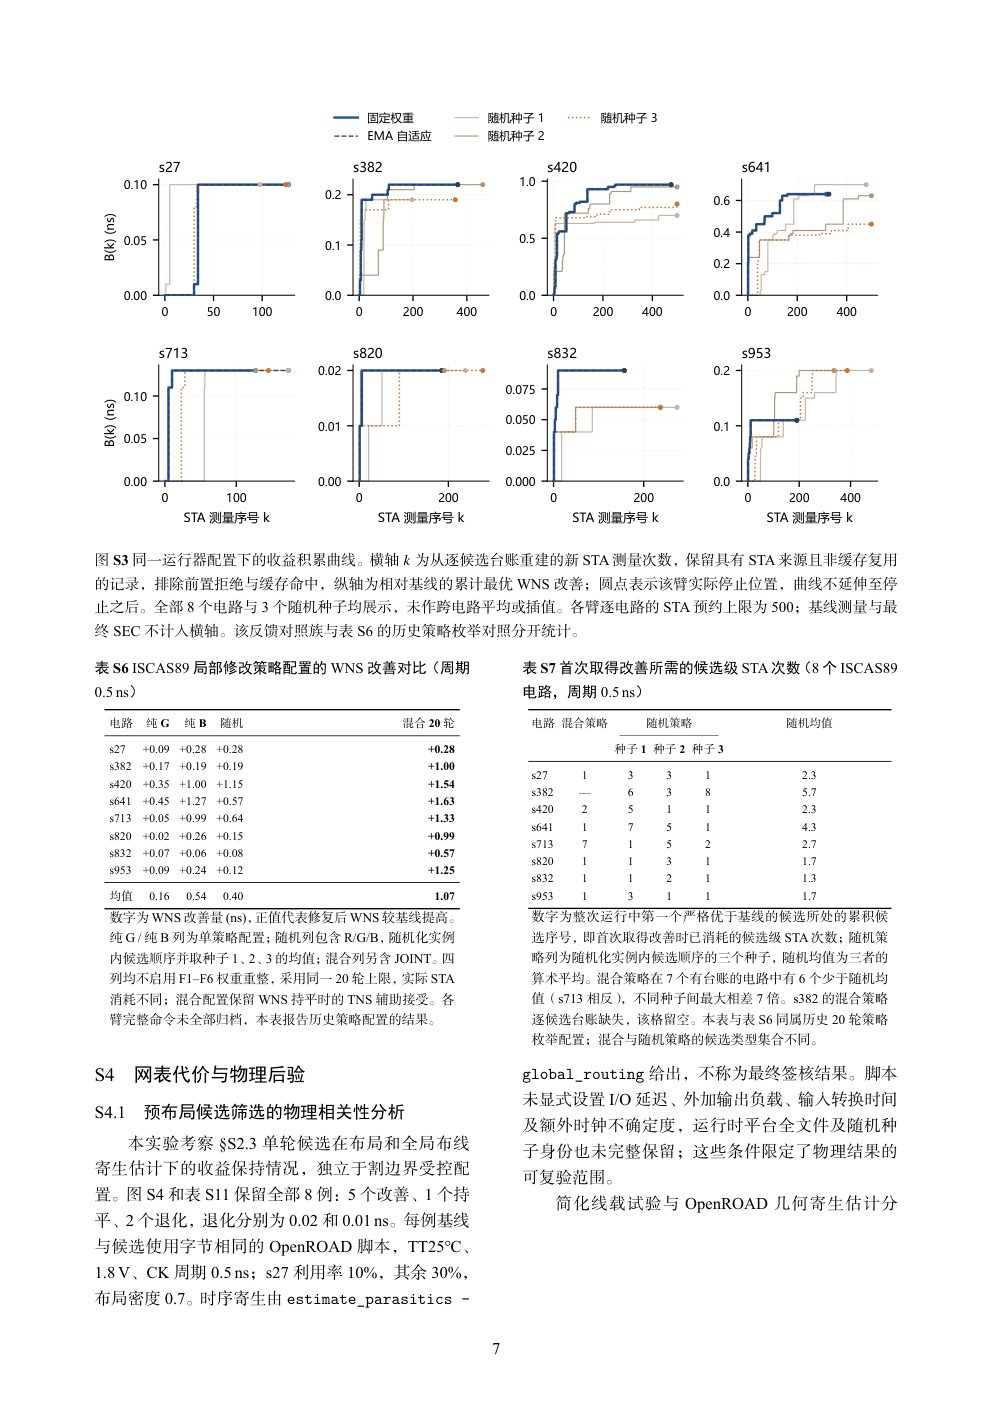 固定权重
EMA 自适应
随机种子 1
随机种子 2
随机种子 3
s27
0.10
0.05
0.00
B(k) (ns)
0 50 100
s382
0.2
0.1
0.0
0 200 400
s420
1.0
0.5
0.0
0 200 400
s641
0.6
0.4
0.2
0.0
0 200 400
s713
0.10
0.05
0.00
B(k) (ns)
0 100
STA 测量序号 k
s820
0.02
0.01
0.00
0 200
STA 测量序号 k
s832
0.075
0.050
0.025
0.000
0 200
STA 测量序号 k
s953
0.2
0.1
0.0
0 200 400
STA 测量序号 k
图 S3 同一运行器配置下的收益积累曲线。横轴 k 为从逐候选台账重建的新 STA 测量次数，保留具有 STA 来源且非缓存复用
的记录，排除前置拒绝与缓存命中，纵轴为相对基线的累计最优 WNS 改善；圆点表示该臂实际停止位置，曲线不延伸至停
止之后。全部 8 个电路与 3 个随机种子均展示，未作跨电路平均或插值。各臂逐电路的 STA 预约上限为 500；基线测量与最
终 SEC 不计入横轴。该反馈对照族与表 S6 的历史策略枚举对照分开统计。
表 S6 ISCAS89 局部修改策略配置的 WNS 改善对比（周期
0.5 ns）
电路 纯 G 纯 B 随机 混合 20 轮
s27 +0.09 +0.28 +0.28 +0.28
s382 +0.17 +0.19 +0.19 +1.00
s420 +0.35 +1.00 +1.15 +1.54
s641 +0.45 +1.27 +0.57 +1.63
s713 +0.05 +0.99 +0.64 +1.33
s820 +0.02 +0.26 +0.15 +0.99
s832 +0.07 +0.06 +0.08 +0.57
s953 +0.09 +0.24 +0.12 +1.25
均值 0.16 0.54 0.40 1.07
数字为 WNS 改善量 (ns)，正值代表修复后 WNS 较基线提高。
纯 G / 纯 B 列为单策略配置；随机列包含 R/G/B，随机化实例
内候选顺序并取种子 1、2、3 的均值；混合列另含 JOINT。四
列均不启用 F1–F6 权重重整，采用同一 20 轮上限，实际 STA
消耗不同；混合配置保留 WNS 持平时的 TNS 辅助接受。各
臂完整命令未全部归档，本表报告历史策略配置的结果。
表 S7 首次取得改善所需的候选级 STA 次数（8 个 ISCAS89
电路，周期 0.5 ns）
电路 混合策略 随机策略 随机均值
种子 1 种子 2 种子 3
s27 1 3 3 1 2.3
s382 — 6 3 8 5.7
s420 2 5 1 1 2.3
s641 1 7 5 1 4.3
s713 7 1 5 2 2.7
s820 1 1 3 1 1.7
s832 1 1 2 1 1.3
s953 1 3 1 1 1.7
数字为整次运行中第一个严格优于基线的候选所处的累积候
选序号，即首次取得改善时已消耗的候选级 STA 次数；随机策
略列为随机化实例内候选顺序的三个种子，随机均值为三者的
算术平均。混合策略在 7 个有台账的电路中有 6 个少于随机均
值（s713 相反），不同种子间最大相差 7 倍。s382 的混合策略
逐候选台账缺失，该格留空。本表与表 S6 同属历史 20 轮策略
枚举配置；混合与随机策略的候选类型集合不同。
S4 网表代价与物理后验
S4.1 预布局候选筛选的物理相关性分析
本实验考察 §S2.3 单轮候选在布局和全局布线
寄生估计下的收益保持情况，独立于割边界受控配
置。图 S4 和表 S11 保留全部 8 例：5 个改善、1 个持
平、2 个退化，退化分别为 0.02 和 0.01 ns。每例基线
与候选使用字节相同的 OpenROAD 脚本，TT25°C、
1.8 V、CK 周期 0.5 ns；s27 利用率 10%，其余 30%，
布局密度 0.7。时序寄生由 estimate_parasitics -
global_routing 给出，不称为最终签核结果。脚本
未显式设置 I/O 延迟、外加输出负载、输入转换时间
及额外时钟不确定度，运行时平台全文件及随机种
子身份也未完整保留；这些条件限定了物理结果的
可复验范围。
简化线载试验与 OpenROAD 几何寄生估计分
7